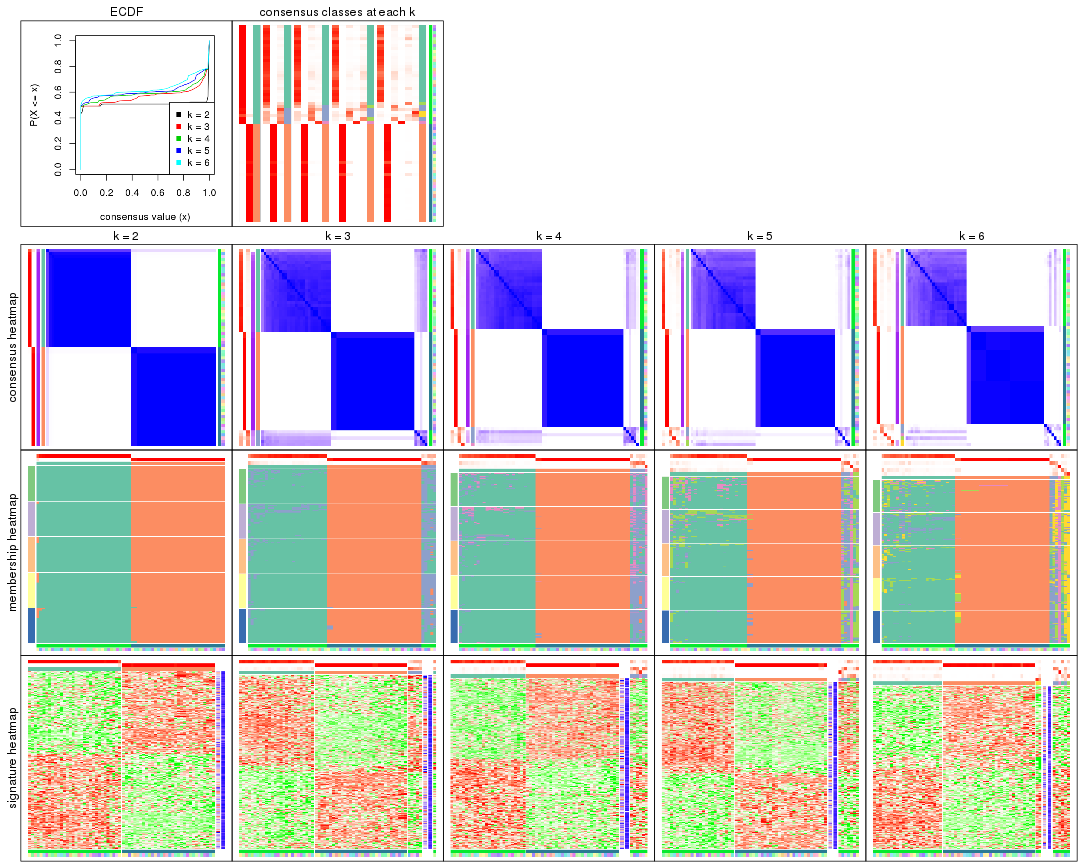 ECDF
consensus classes at each k
P(X <= x)
0.0 0.2 0.4 0.6 0.8 1.0
k = 2
k = 3
k = 4
k = 5
k = 6
0.0 0.2 0.4 0.6 0.8 1.0
consensus value (x)
k = 2
k = 3
k = 4
k = 5
k = 6
consensus heatmap
membership heatmap
signature heatmap